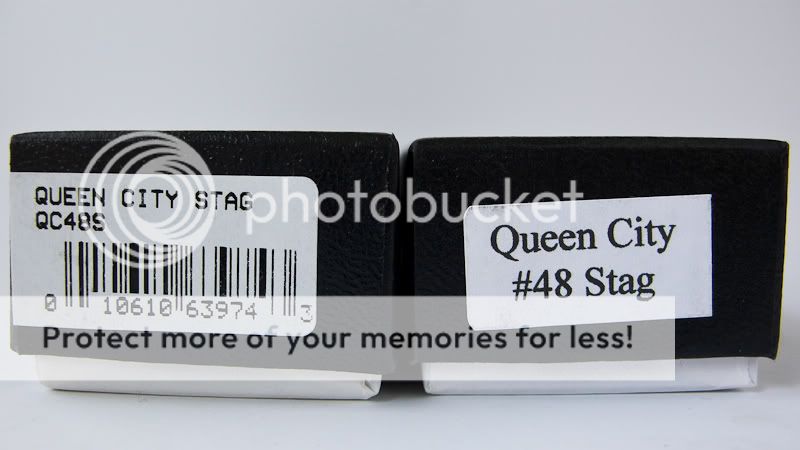 QUEEN CITY STAG
QC48S
0 10610 63974 3
Queen City
#48 Stag
photobucket
Protect more of your memories for less!